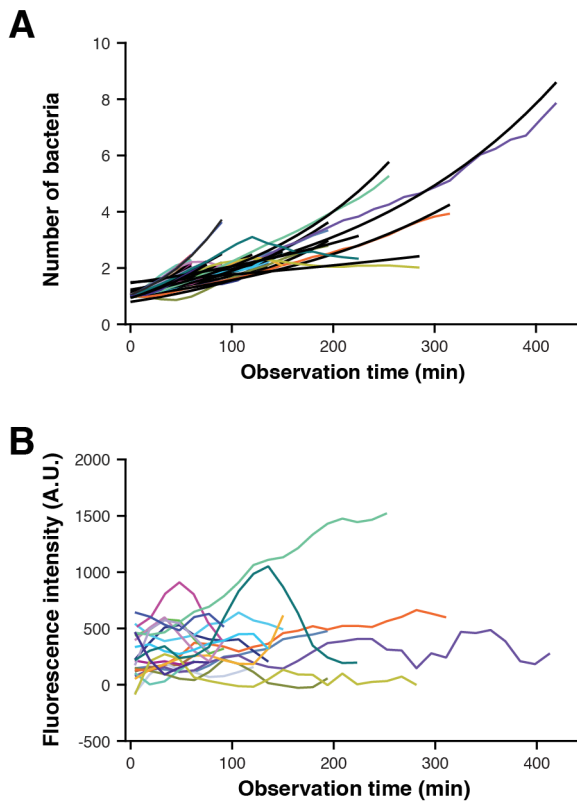 A
Number of bacteria
10
8
6
4
2
0
0 100 200 300 400
Observation time (min)
B
Fluorescence intensity (A.U.)
2000
1500
1000
500
0
-500
0 100 200 300 400
Observation time (min)